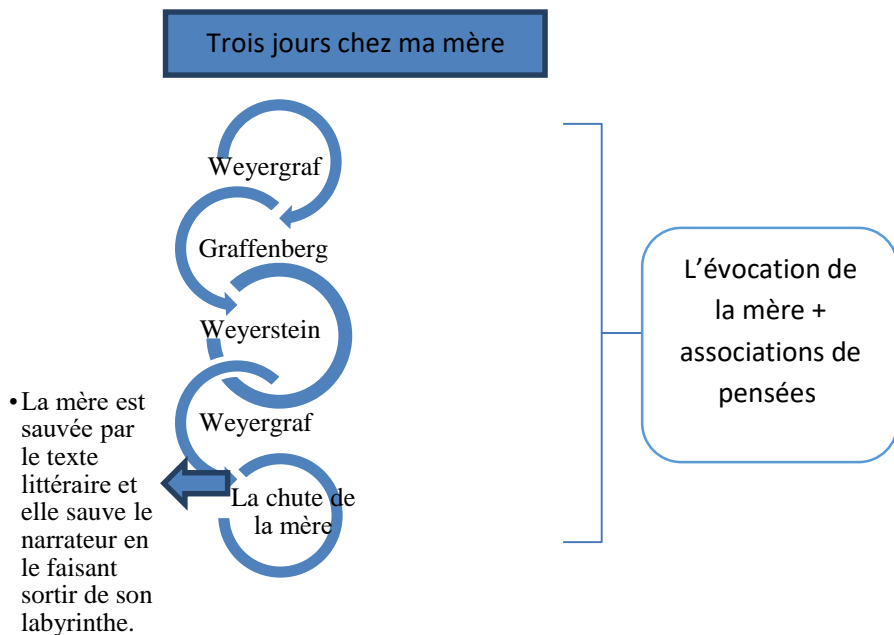 Trois jours chez ma mère
Weyergraf
Graffenberg
Weyerstein
Weyergraf
La chute de
la mère
•La mère est
sauvée par
le texte
littéraire et
elle sauve le
narrateur en
le faisant
sortir de son
labyrinthe.
L'évocation de
la mère +
associations de
pensées